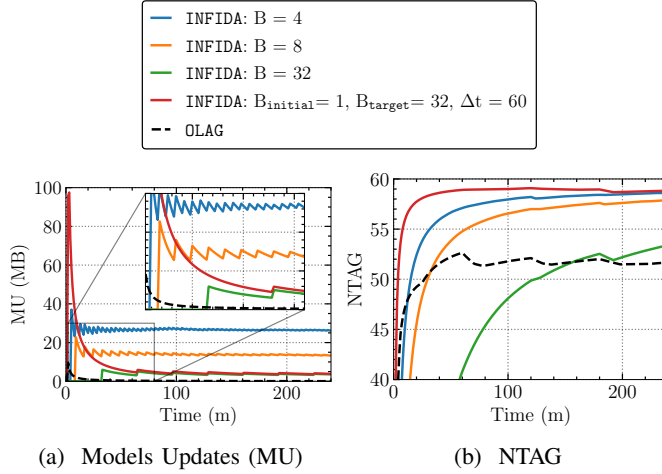 INFIDA: B = 4
INFIDA: B = 8
INFIDA: B = 32
INFIDA: B_initial= 1, B_target= 32, Δt = 60
OLAG
100
80
60
40
20
0
MU (MB)
0 100 200
Time (m)
(a) Models Updates (MU)
60
55
50
45
40
NTAG
0 100 200
Time (m)
(b) NTAG